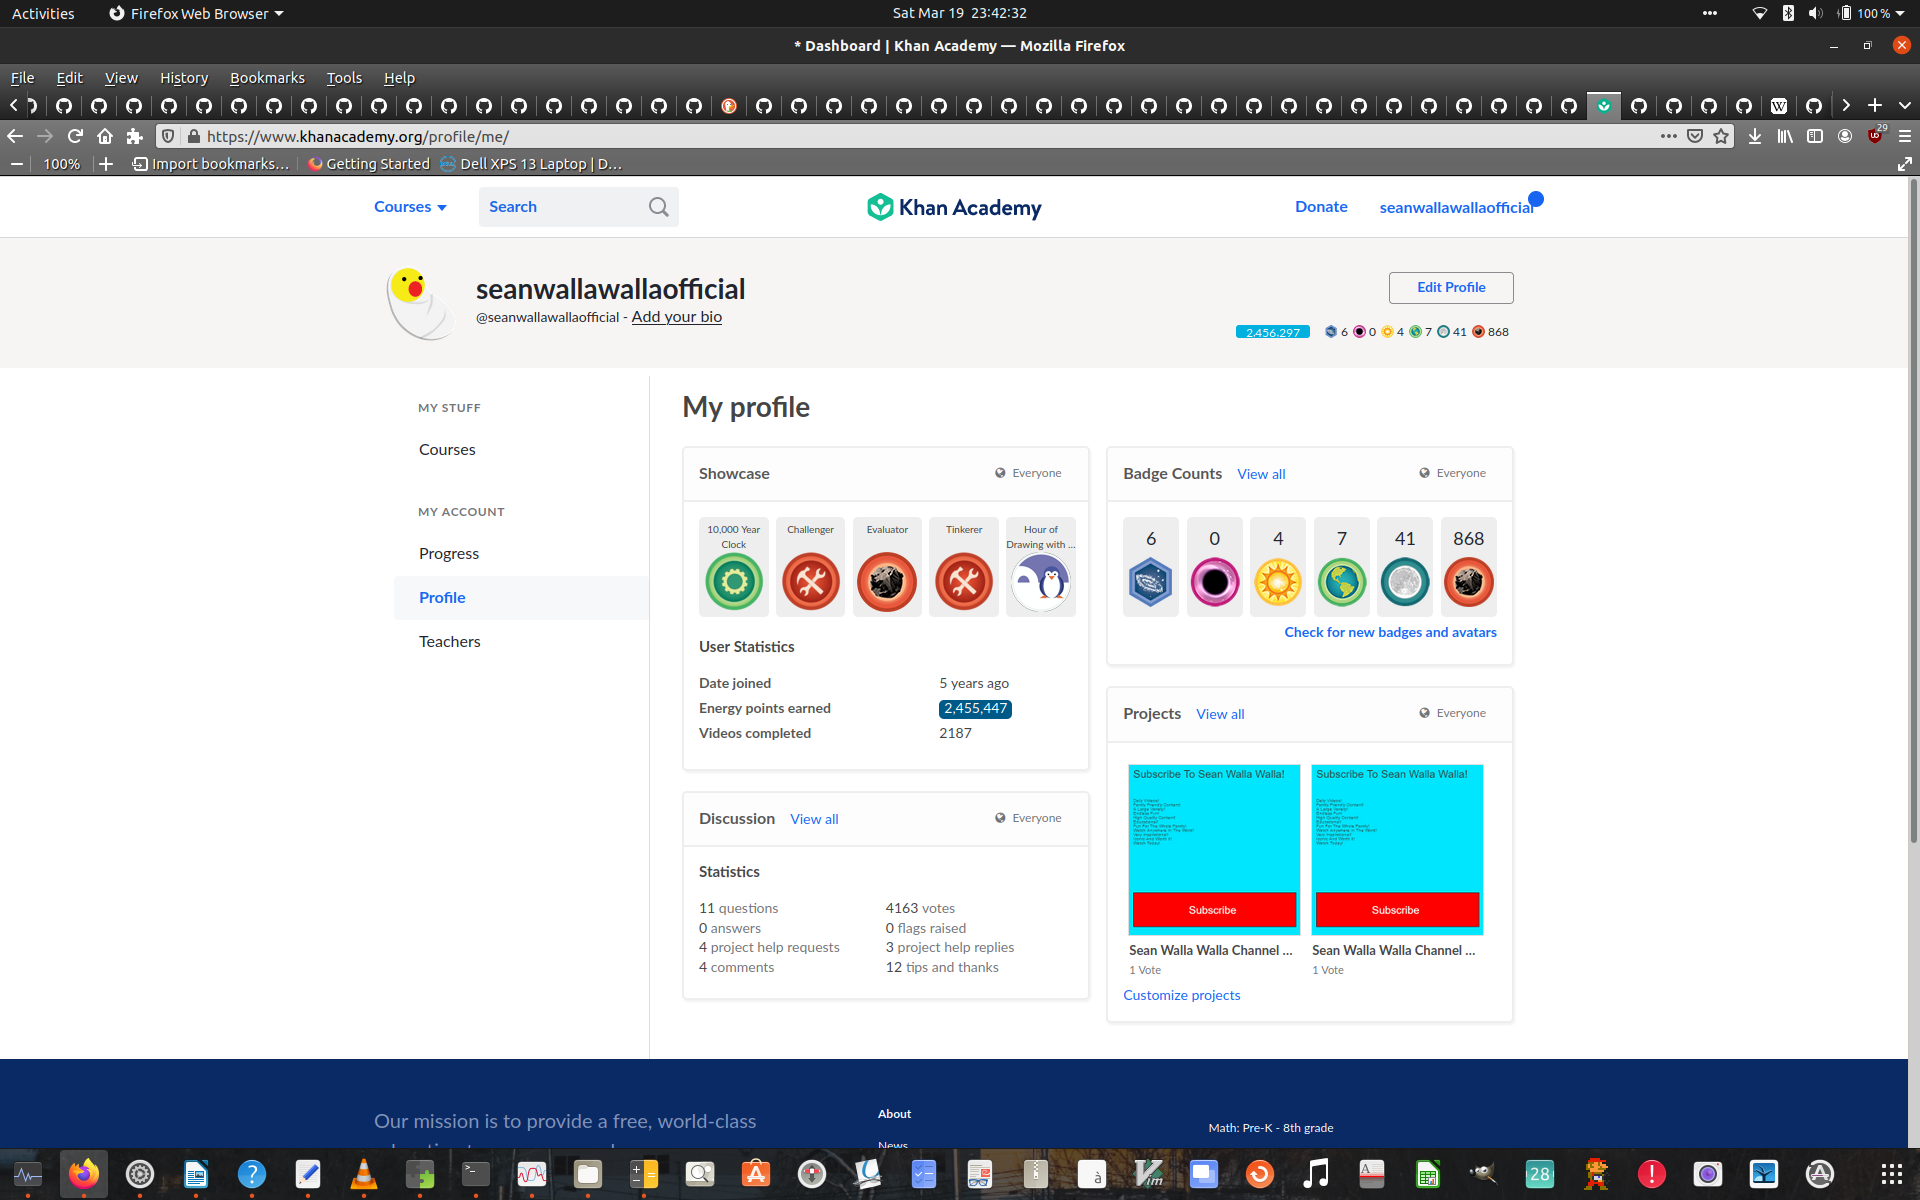 Activities
Firefox Web Browser
Sat Mar 19 23:42:32
100 %
* Dashboard | Khan Academy — Mozilla Firefox
File Edit View History Bookmarks Tools Help
https://www.khanacademy.org/profile/me/
29
100%
Import bookmarks...
Getting Started
Dell XPS 13 Laptop | D...
Courses
Search
Khan Academy
Donate
seanwallawallaofficial
seanwallawallaofficial
@seanwallawallaofficial - Add your bio
Edit Profile
2,456,297
6 0 4 7 41 868
MY STUFF
Courses
MY ACCOUNT
Progress
Profile
Teachers
My profile
Showcase
Everyone
10,000 Year Clock
Challenger
Evaluator
Tinkerer
Hour of Drawing with ...
User Statistics
Date joined 5 years ago
Energy points earned 2,455,447
Videos completed 2187
Discussion View all
Everyone
Statistics
11 questions 4163 votes
0 answers 0 flags raised
4 project help requests 3 project help replies
4 comments 12 tips and thanks
Badge Counts View all
Everyone
6 0 4 7 41 868
Check for new badges and avatars
Projects View all
Everyone
Subscribe To Sean Walla Walla!
Subscribe
Sean Walla Walla Channel ...
1 Vote
Subscribe To Sean Walla Walla!
Subscribe
Sean Walla Walla Channel ...
1 Vote
Customize projects
Our mission is to provide a free, world-class
About
News
Math: Pre-K - 8th grade
28